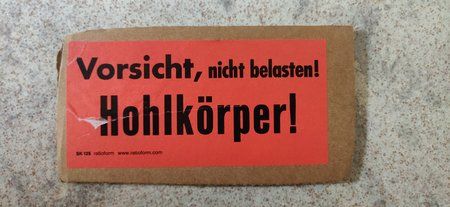 Vorsicht, nicht belasten!
Hohlkörper!
SK 125 ratioform www.ratioform.com